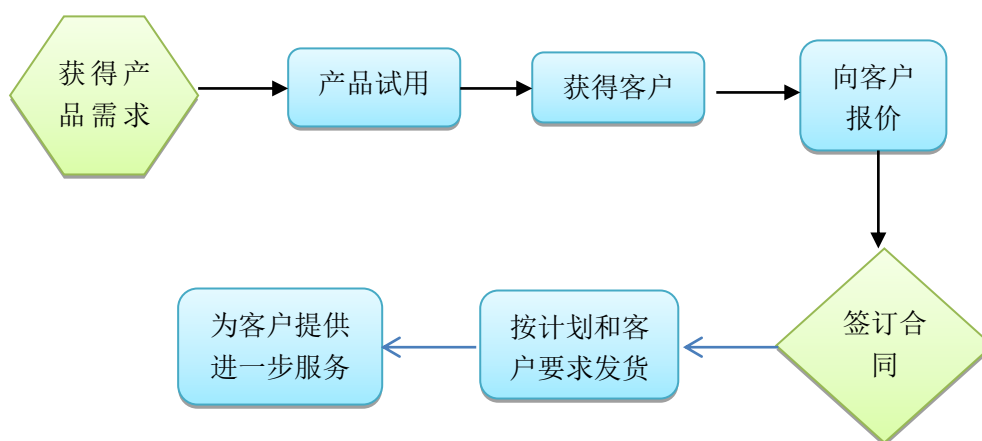 获得产
品需求
产品试用
获得客户
向客户
报价
签订合
同
按计划和客
户要求发货
为客户提供
进一步服务